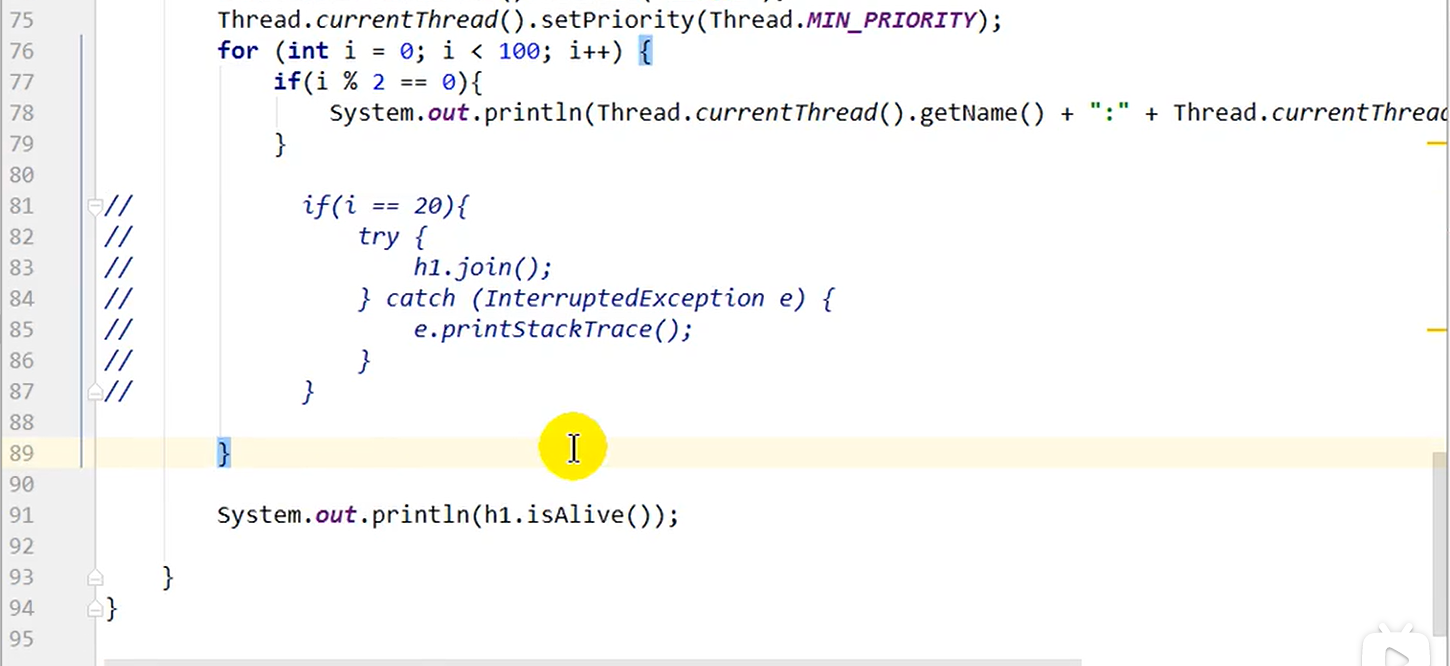 75 Thread.currentThread().setPriority(Thread.MIN_PRIORITY);
76 for (int i = 0; i < 100; i++) {
77 if(i % 2 == 0){
78 System.out.println(Thread.currentThread().getName() + ":" + Thread.currentThread
79 }
80
81 // if(i == 20){
82 // try {
83 // h1.join();
84 // } catch (InterruptedException e) {
85 // e.printStackTrace();
86 // }
87 // }
88
89 }
90
91 System.out.println(h1.isAlive());
92
93 }
94 }
95